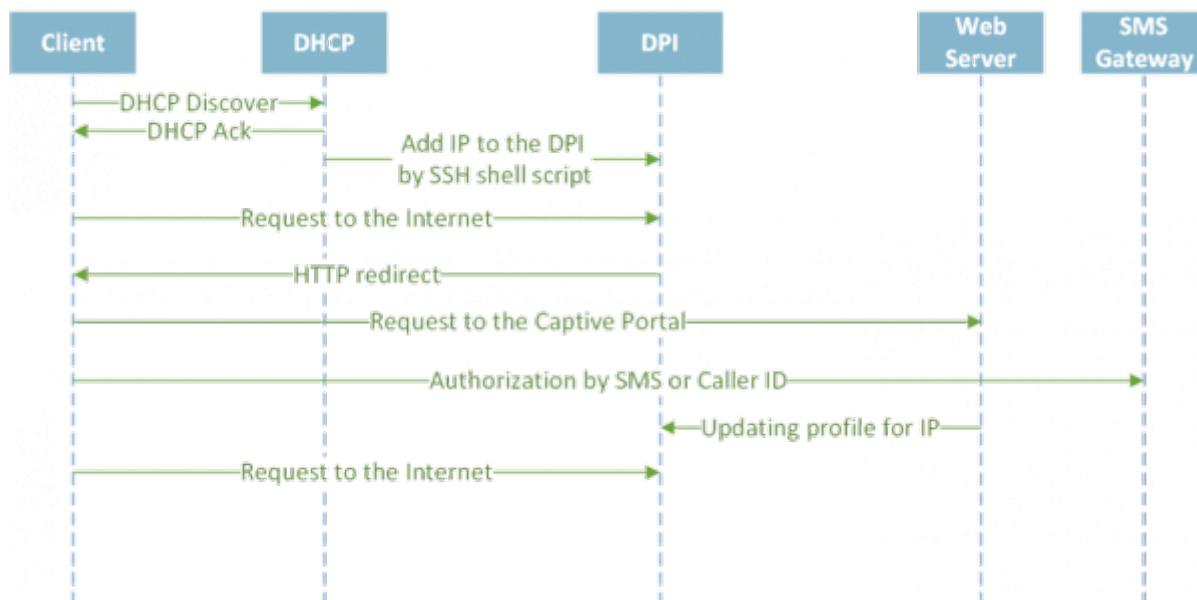 Client
DHCP
DPI
Web
Server
SMS
Gateway
DHCP Discover
DHCP Ack
Add IP to the DPI
by SSH shell script
Request to the Internet
HTTP redirect
Request to the Captive Portal
Authorization by SMS or Caller ID
Updating profile for IP
Request to the Internet